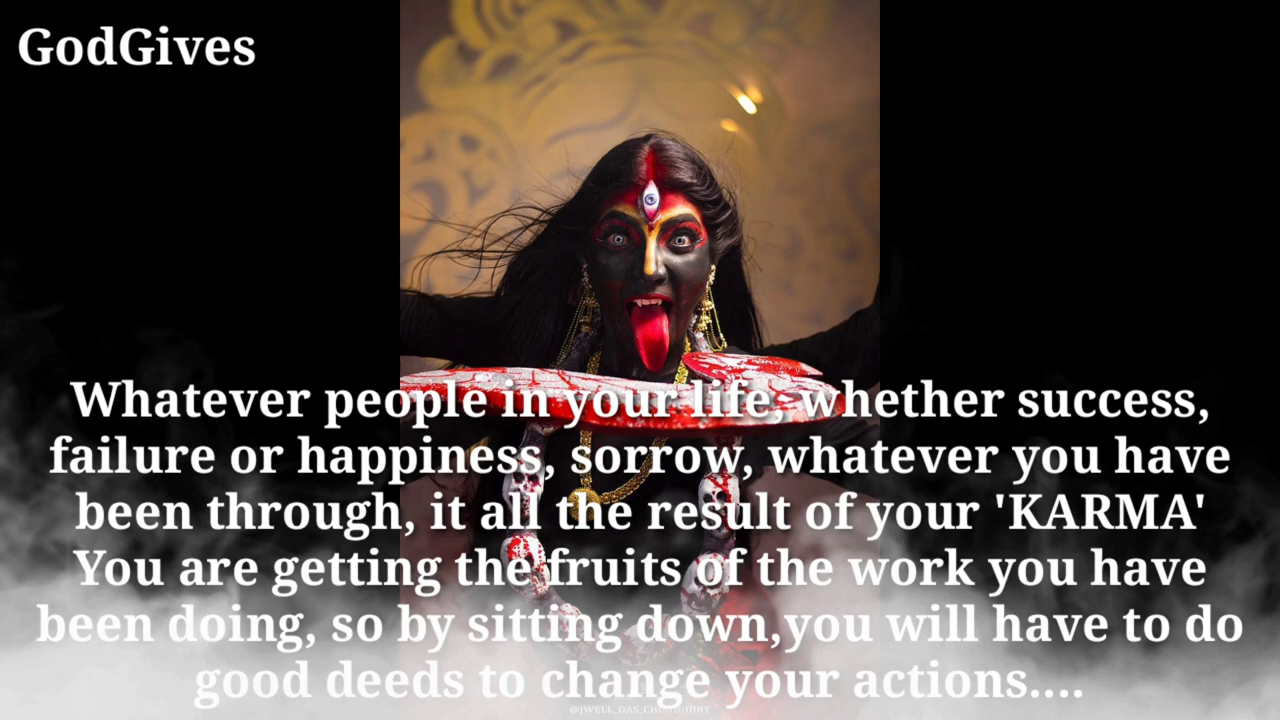 GodGives
Whatever people in your life, whether success,
failure or happiness, sorrow, whatever you have
been through, it all the result of your 'KARMA'
You are getting the fruits of the work you have
been doing, so by sitting down,you will have to do
good deeds to change your actions....
@JWELL_DAS_CHOUDHURY